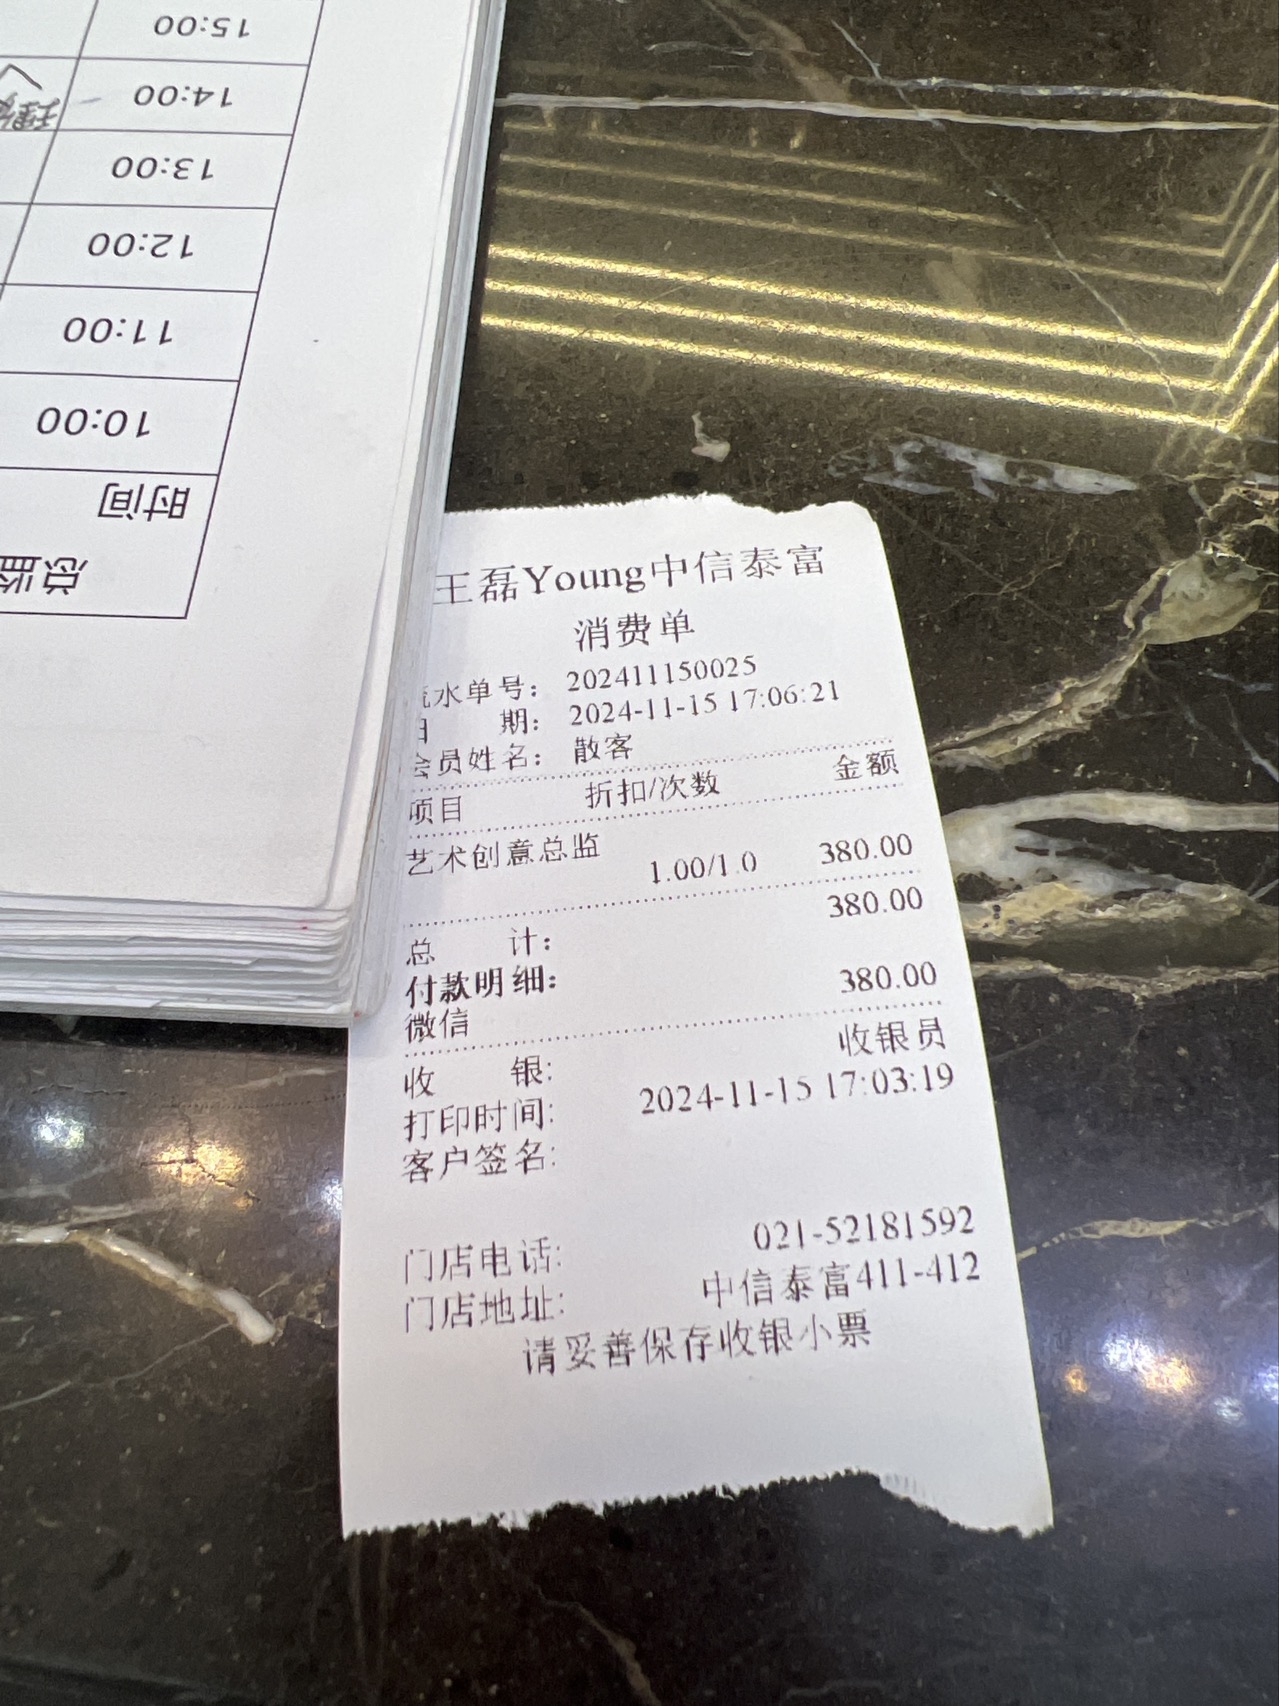 15:00
14:00
13:00
12:00
11:00
10:00
时间
总监
王磊Young中信泰富
消费单
流水单号： 202411150025
日 期： 2024-11-15 17:06:21
会员姓名： 散客
项目 折扣/次数 金额
艺术创意总监
1.00/1.0 380.00
总 计： 380.00
付款明细：
微信 380.00
收 银: 收银员
打印时间: 2024-11-15 17:03:19
客户签名:
门店电话: 021-52181592
门店地址: 中信泰富411-412
请妥善保存收银小票